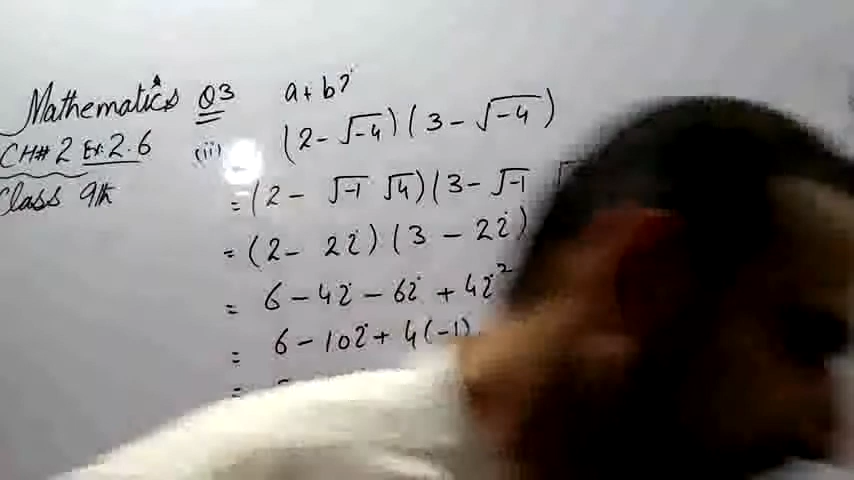 Mathematics Q3 a+bi
CH# 2 Ex. 2.6
Class 9th
(ii) (2-√-4)(3-√-4)
=(2-√-1 √4)(3-√-1
=(2-2i)(3-2i)
= 6-4i-6i+4i²
= 6-10i+4(-1)
=